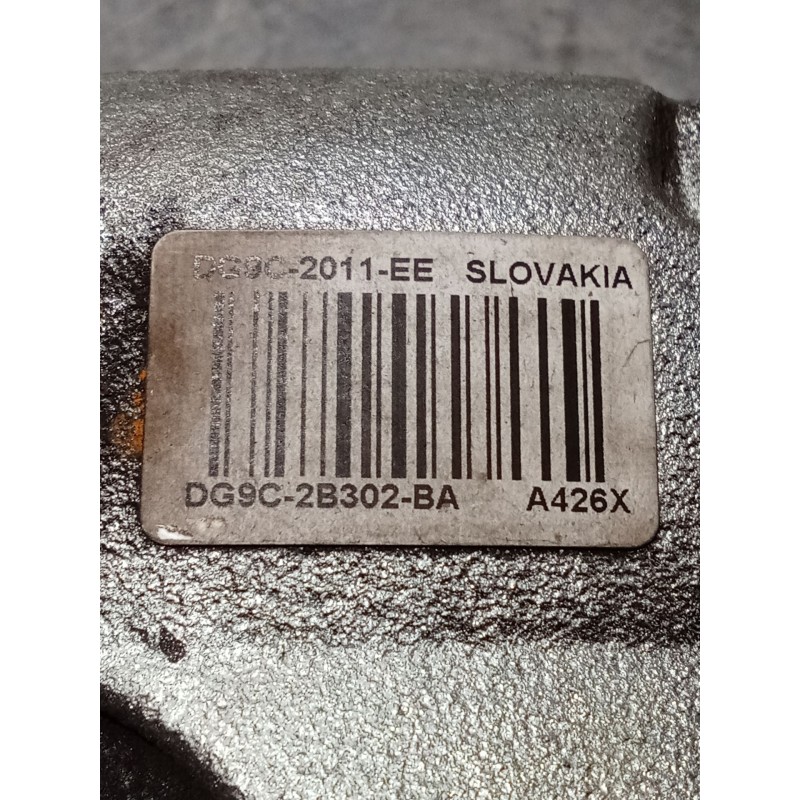 DG9C-2011-EE SLOVAKIA
DG9C-2B302-BA A426X